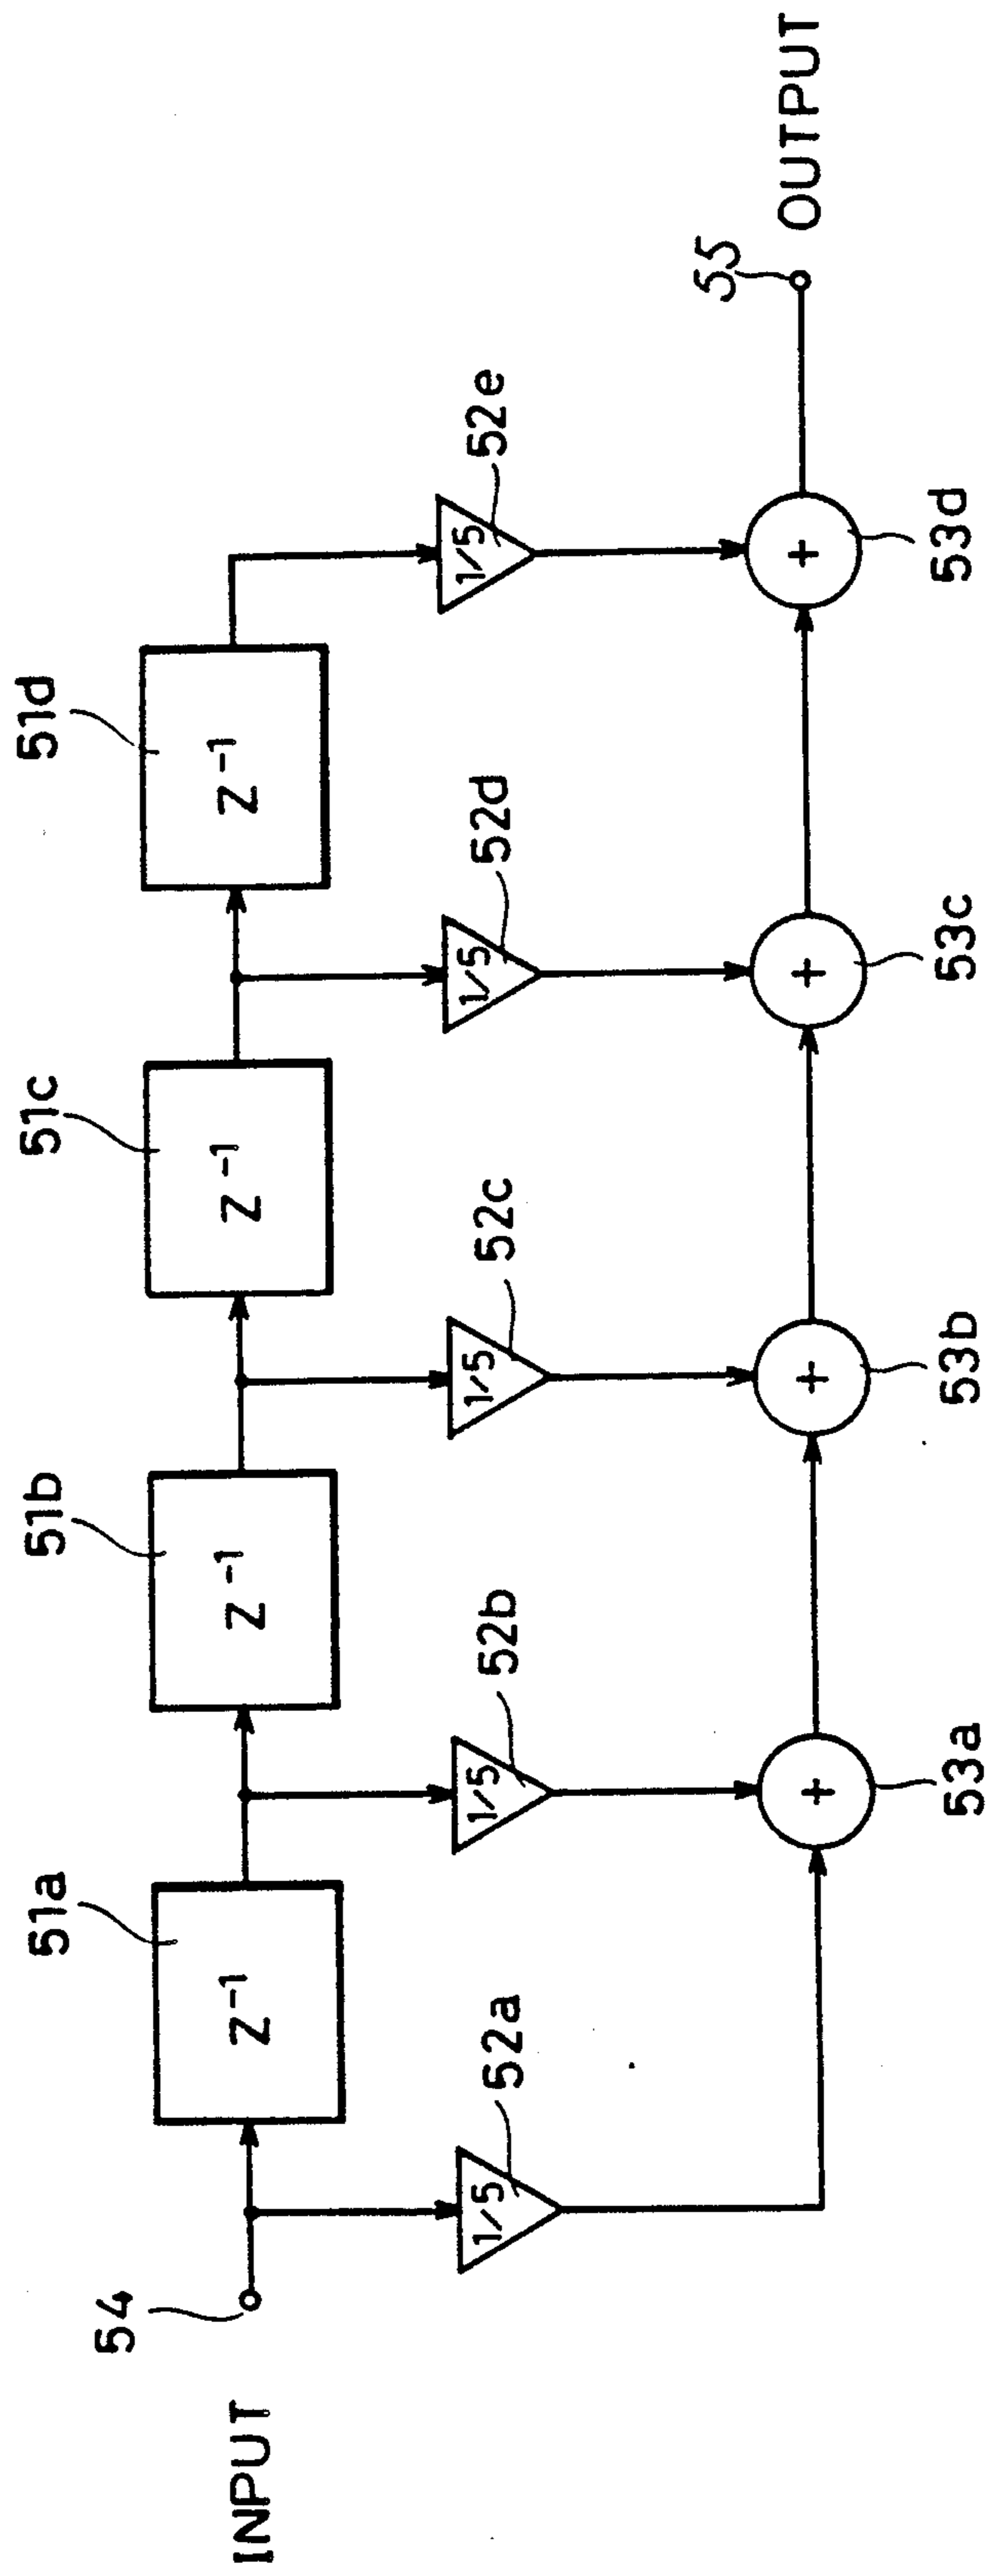 51a
51b
51c
51d
54
INPUT
Z⁻¹
Z⁻¹
Z⁻¹
Z⁻¹
1/5
52a
1/5
52b
1/5
52c
1/5
52d
1/5
52e
55
OUTPUT
+
+
+
+
53a
53b
53c
53d